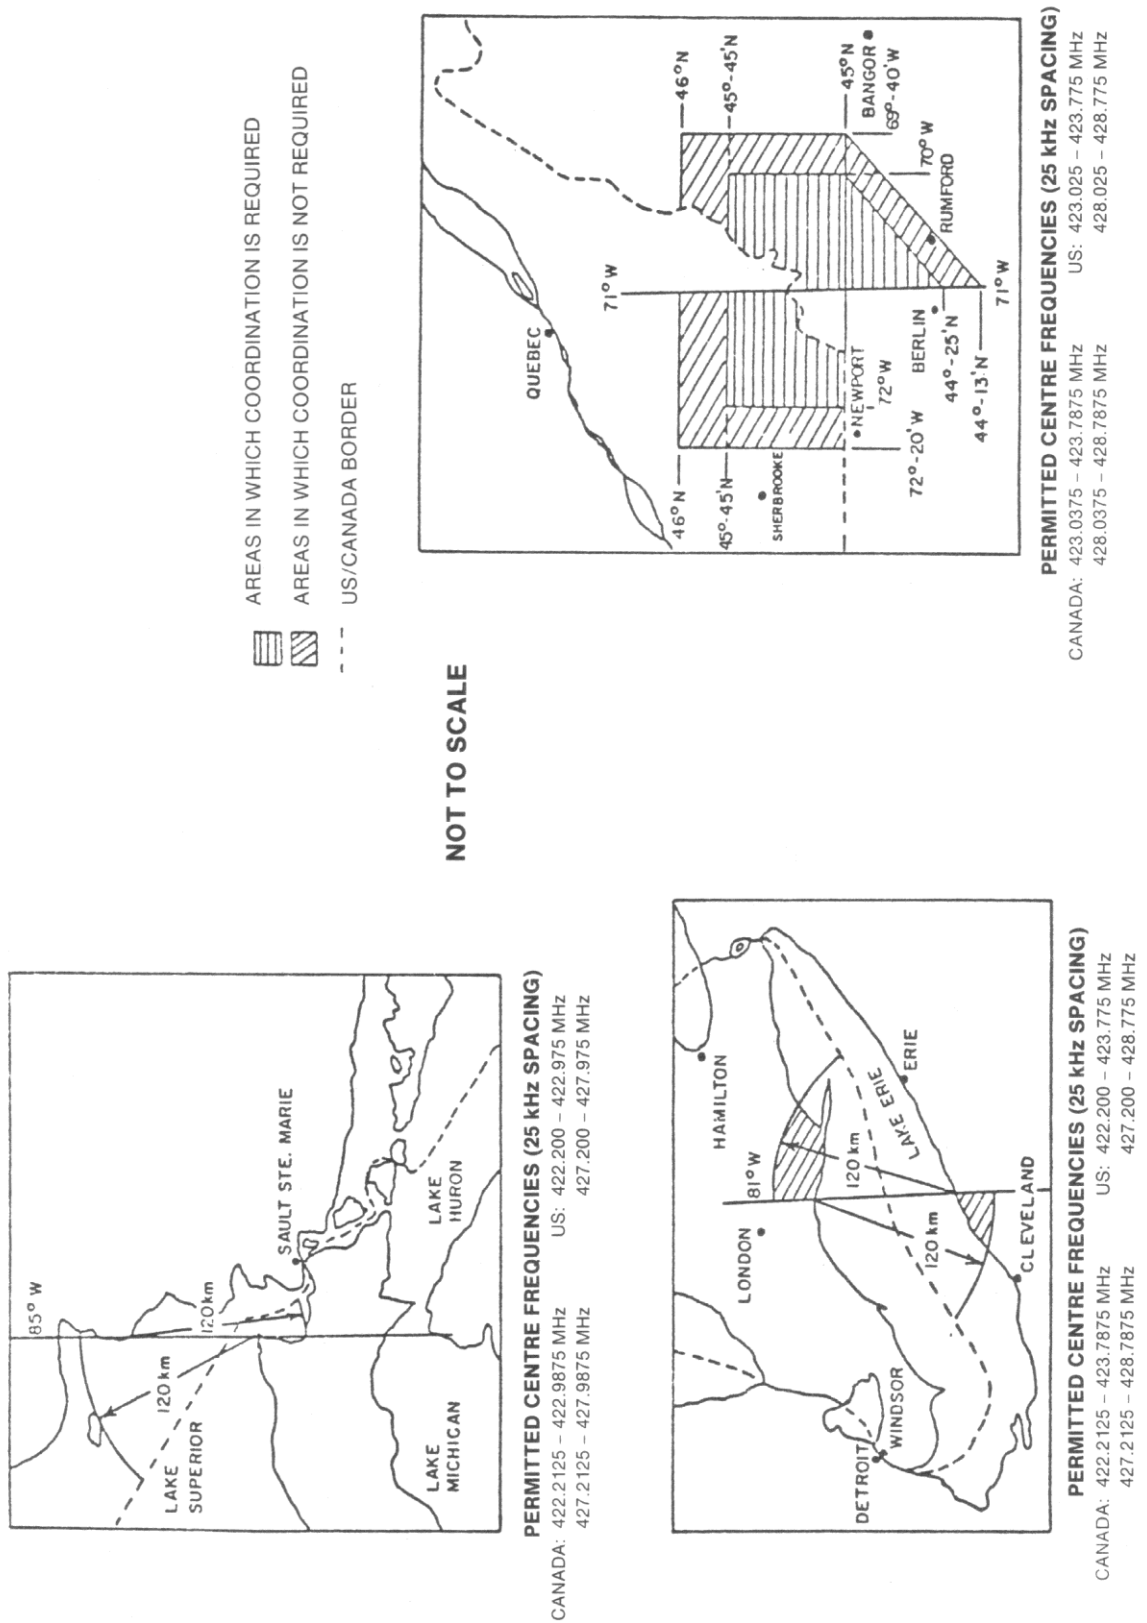 85° W
120 km
120 km
LAKE
SUPERIOR
SAULT STE. MARIE
LAKE
MICHIGAN
LAKE
HURON
PERMITTED CENTRE FREQUENCIES (25 kHz SPACING)
CANADA: 422.2125 – 422.9875 MHz US: 422.200 – 422.975 MHz
427.2125 – 427.9875 MHz 427.200 – 427.975 MHz
AREAS IN WHICH COORDINATION IS REQUIRED
AREAS IN WHICH COORDINATION IS NOT REQUIRED
US/CANADA BORDER
NOT TO SCALE
HAMILTON
LONDON
81° W
120 km
120 km
LAKE ERIE
ERIE
DETROIT
WINDSOR
CLEVELAND
PERMITTED CENTRE FREQUENCIES (25 kHz SPACING)
CANADA: 422.2125 – 423.7875 MHz US: 422.200 – 423.775 MHz
427.2125 – 428.7875 MHz 427.200 – 428.775 MHz
QUEBEC
71° W
46° N
46° N
45°-45'N
45°-45'N
SHERBROOKE
45° N
NEWPORT
72° W
72°-20'W
BERLIN
44°-25'N
44°-13'N
71° W
RUMFORD
70° W
69°-40'W
BANGOR
PERMITTED CENTRE FREQUENCIES (25 kHz SPACING)
CANADA: 423.0375 – 423.7875 MHz US: 423.025 – 423.775 MHz
428.0375 – 428.7875 MHz 428.025 – 428.775 MHz